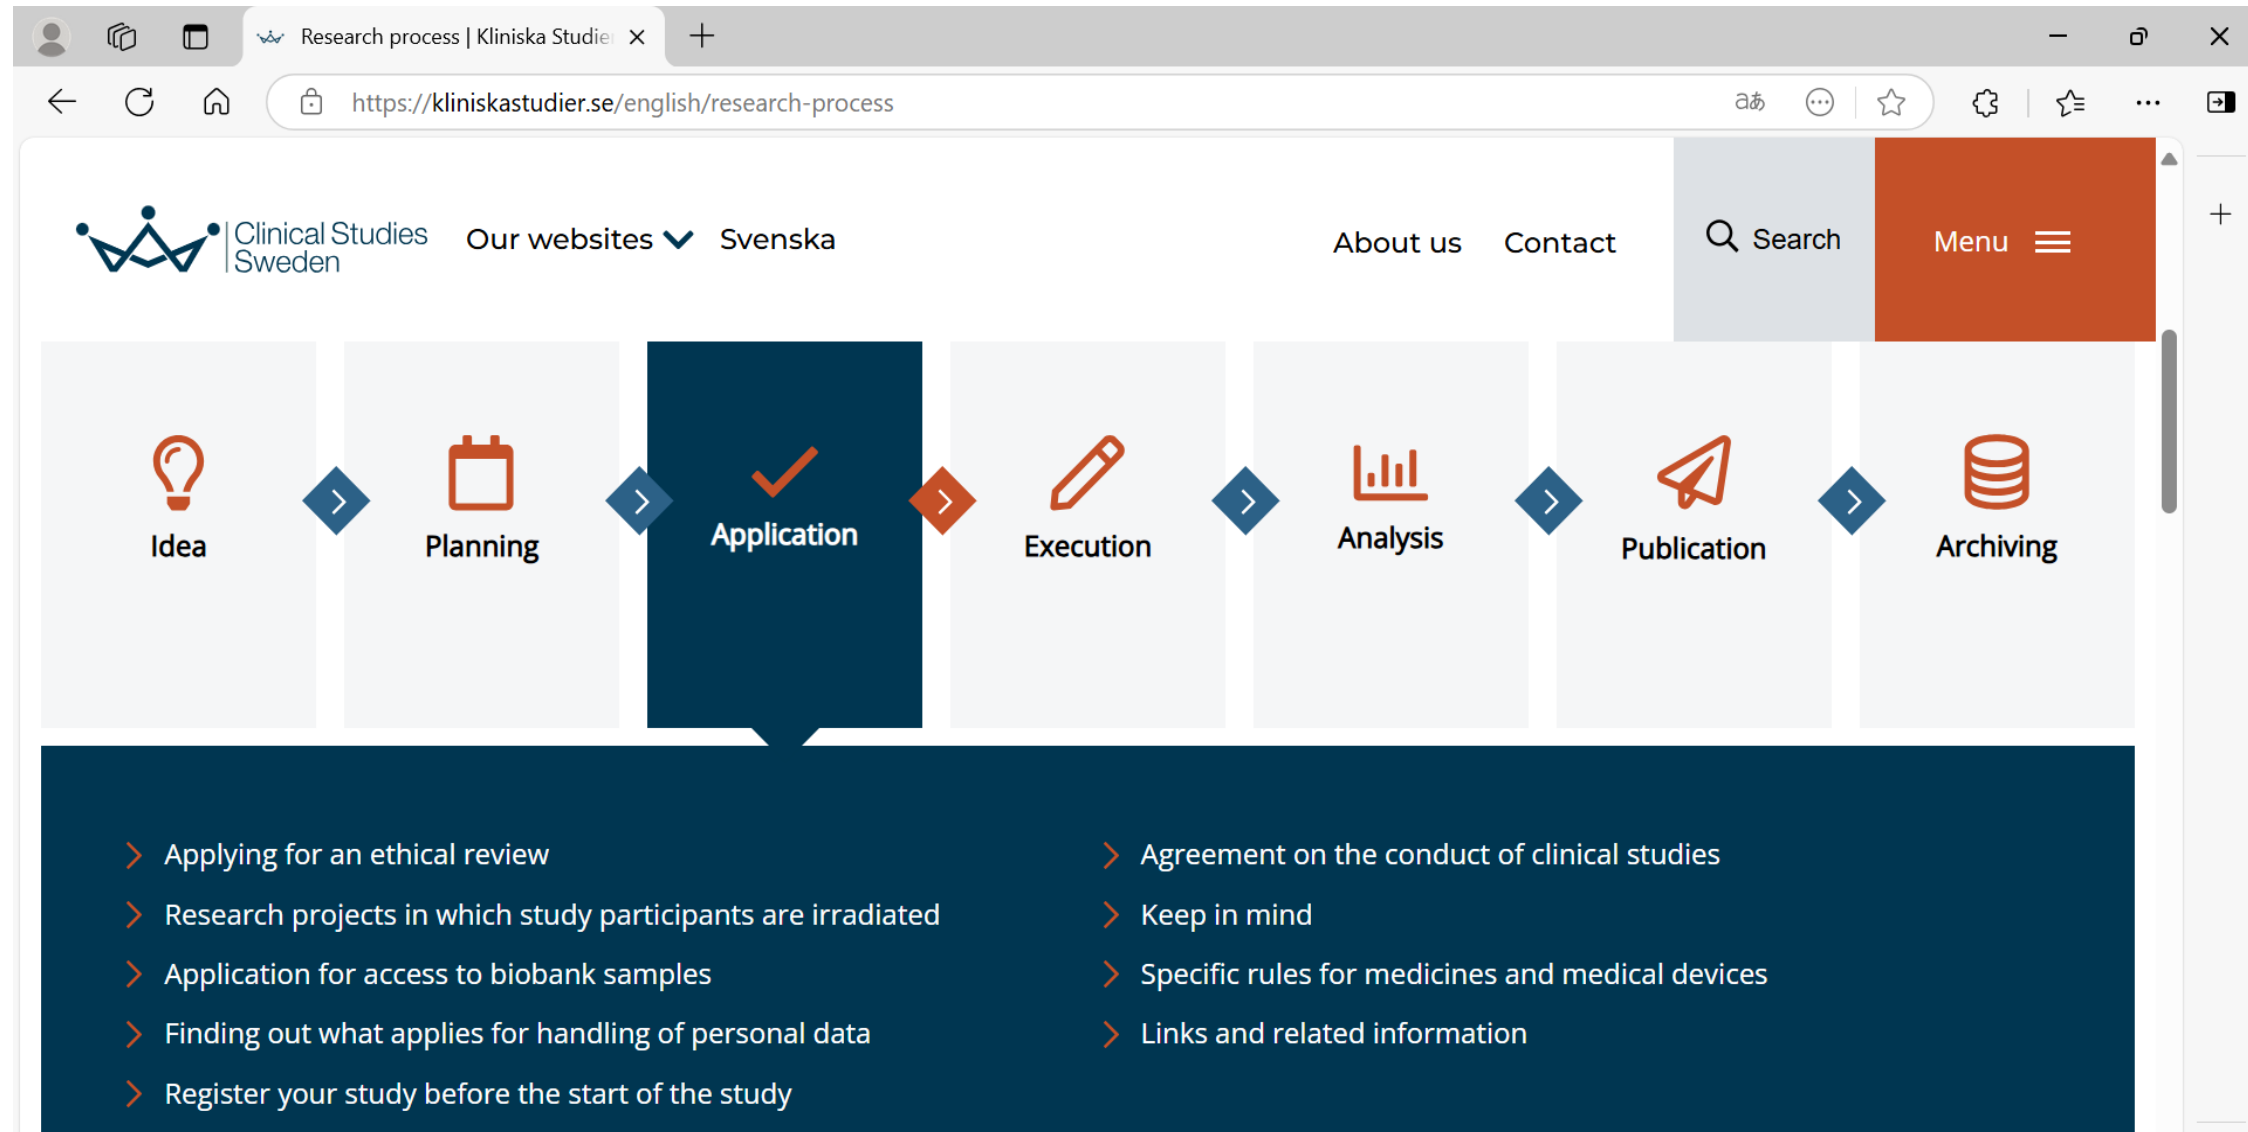 Research process | Kliniska Studie
https://kliniskastudier.se/english/research-process
aあ
Clinical Studies
Sweden
Our websites
Svenska
About us
Contact
Search
Menu
Idea
Planning
Application
Execution
Analysis
Publication
Archiving
Applying for an ethical review
Research projects in which study participants are irradiated
Application for access to biobank samples
Finding out what applies for handling of personal data
Register your study before the start of the study
Agreement on the conduct of clinical studies
Keep in mind
Specific rules for medicines and medical devices
Links and related information